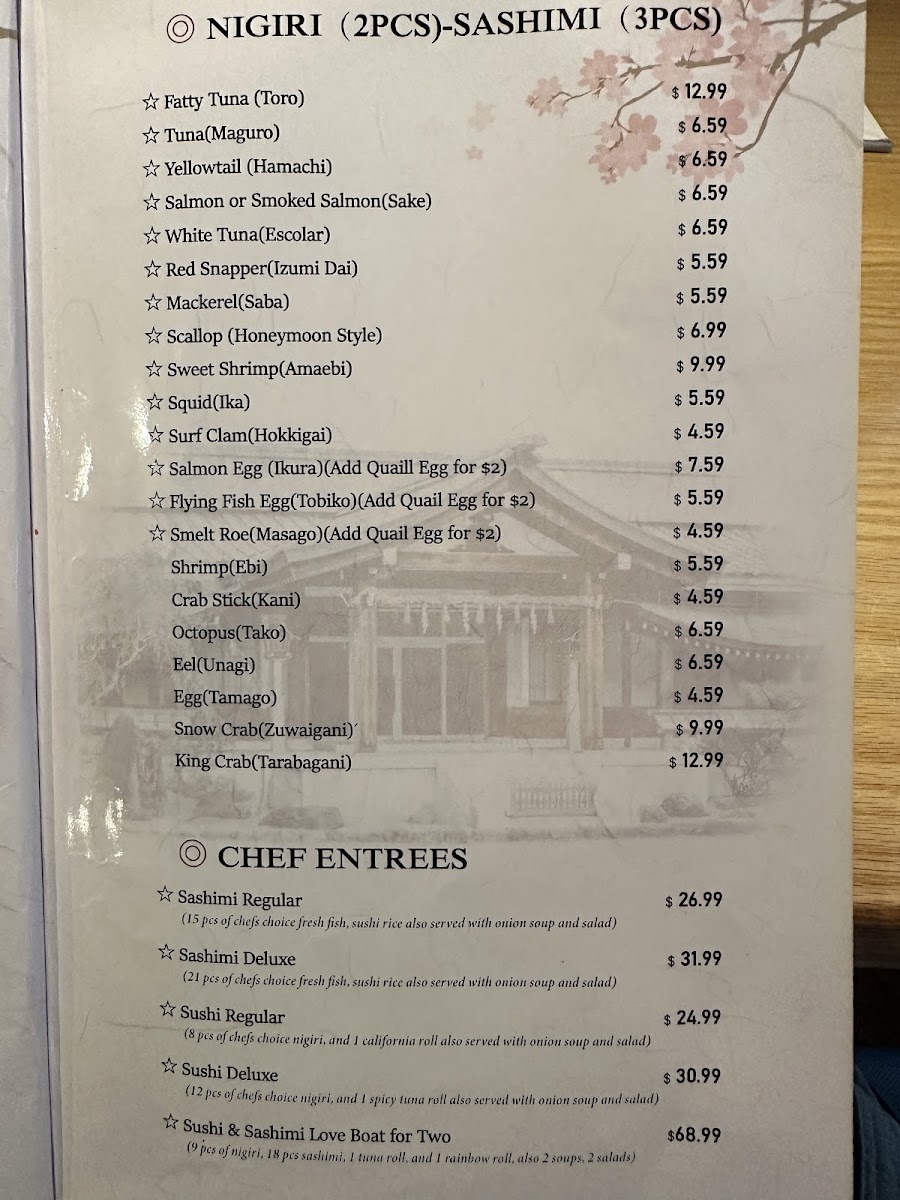 ◎ NIGIRI (2PCS)-SASHIMI (3PCS)
☆ Fatty Tuna (Toro) $ 12.99
☆ Tuna(Maguro) $ 6.59
☆ Yellowtail (Hamachi) $ 6.59
☆ Salmon or Smoked Salmon(Sake) $ 6.59
☆ White Tuna(Escolar) $ 6.59
☆ Red Snapper(Izumi Dai) $ 5.59
☆ Mackerel(Saba) $ 5.59
☆ Scallop (Honeymoon Style) $ 6.99
☆ Sweet Shrimp(Amaebi) $ 9.99
☆ Squid(Ika) $ 5.59
☆ Surf Clam(Hokkigai) $ 4.59
☆ Salmon Egg (Ikura)(Add Quaill Egg for $2) $ 7.59
☆ Flying Fish Egg(Tobiko)(Add Quail Egg for $2) $ 5.59
☆ Smelt Roe(Masago)(Add Quail Egg for $2) $ 4.59
Shrimp(Ebi) $ 5.59
Crab Stick(Kani) $ 4.59
Octopus(Tako) $ 6.59
Eel(Unagi) $ 6.59
Egg(Tamago) $ 4.59
Snow Crab(Zuwaigani)′ $ 9.99
King Crab(Tarabagani) $ 12.99
◎ CHEF ENTREES
☆ Sashimi Regular $ 26.99
(15 pcs of chefs choice fresh fish, sushi rice also served with onion soup and salad)
☆ Sashimi Deluxe $ 31.99
(21 pcs of chefs choice fresh fish, sushi rice also served with onion soup and salad)
☆ Sushi Regular $ 24.99
(8 pcs of chefs choice nigiri, and 1 california roll also served with onion soup and salad)
☆ Sushi Deluxe $ 30.99
(12 pcs of chefs choice nigiri, and 1 spicy tuna roll also served with onion soup and salad)
☆ Sushi & Sashimi Love Boat for Two $68.99
(9 pcs of nigiri, 18 pcs sashimi, 1 tuna roll, and 1 rainbow roll, also 2 soups, 2 salads)